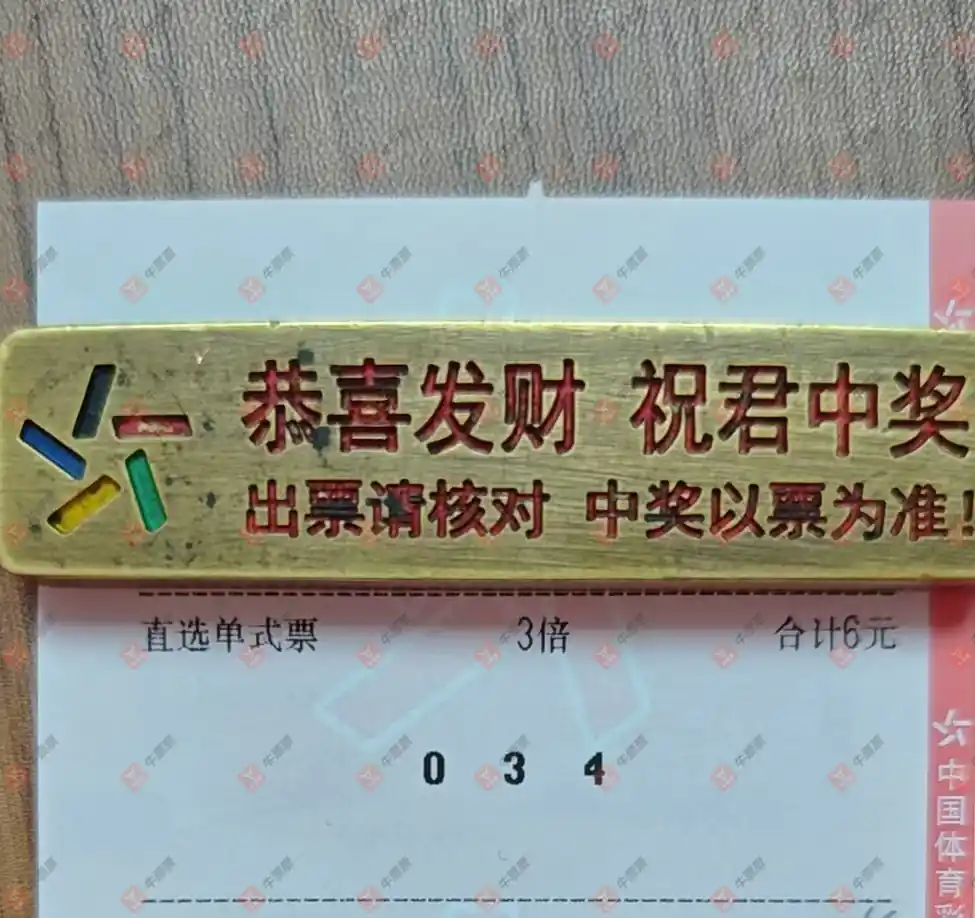 恭喜发财 祝君中奖
出票请核对 中奖以票为准!
直选单式票 3倍 合计6元
0 3 4
中国体育彩